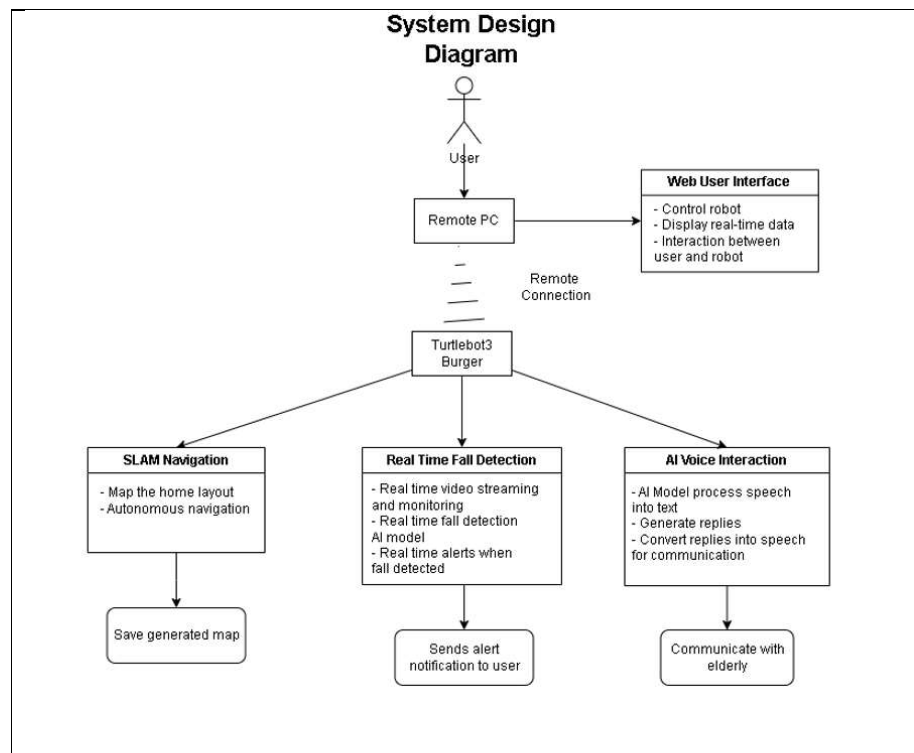 System Design
Diagram
User
Remote PC
Web User Interface
- Control robot
- Display real-time data
- Interaction between
user and robot
Remote
Connection
Turtlebot3
Burger
SLAM Navigation
- Map the home layout
- Autonomous navigation
Save generated map
Real Time Fall Detection
- Real time video streaming
and monitoring
- Real time fall detection
AI model
- Real time alerts when
fall detected
Sends alert
notification to user
AI Voice Interaction
- AI Model process speech
into text
- Generate replies
- Convert replies into speech
for communication
Communicate with
elderly